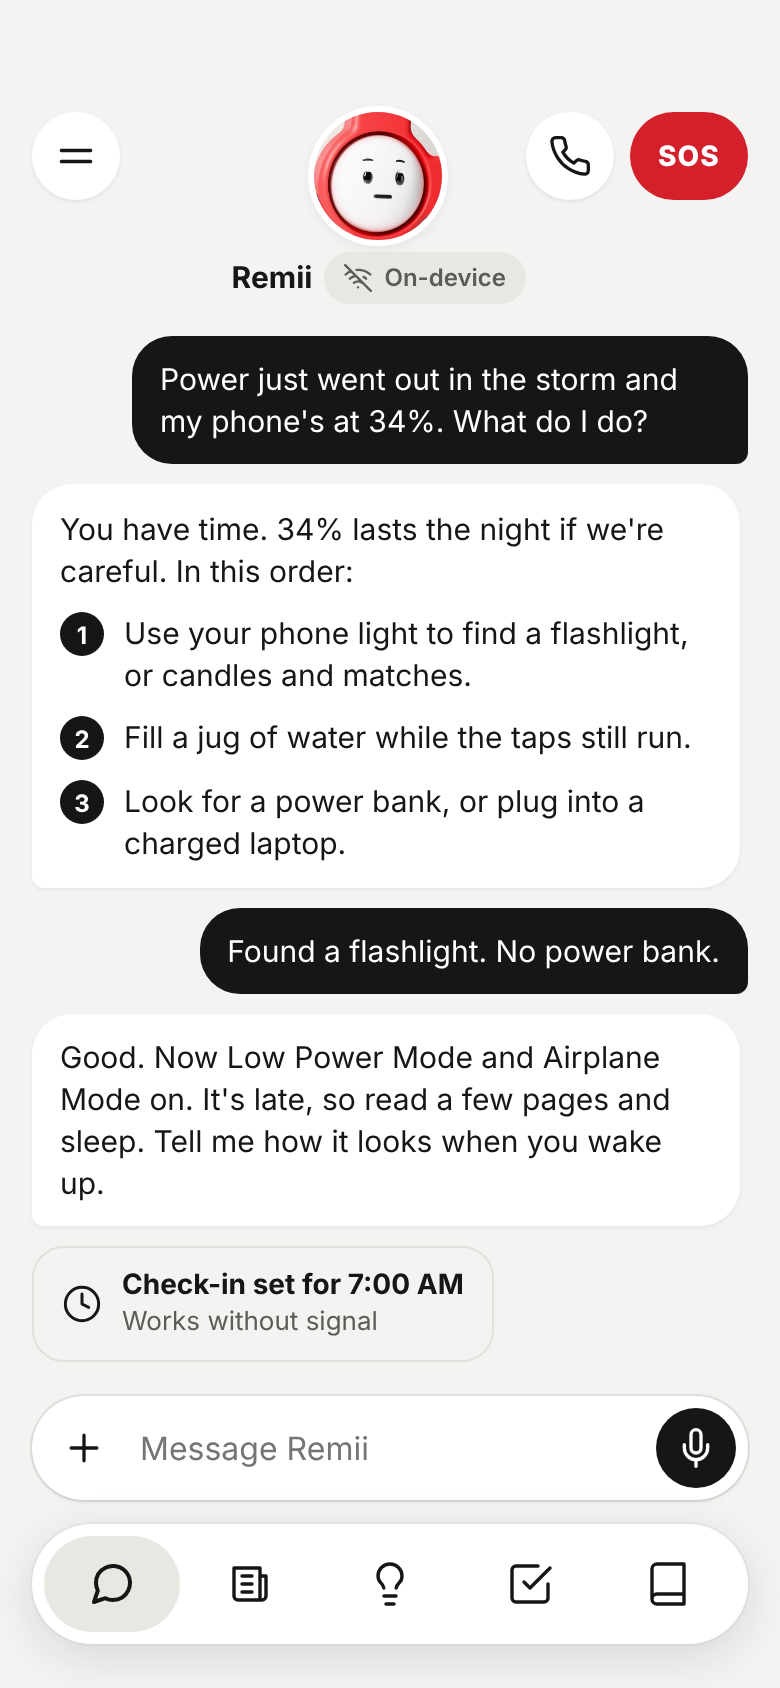 SOS
Remii
On-device
Power just went out in the storm and
my phone's at 34%. What do I do?
You have time. 34% lasts the night if we're
careful. In this order:
1 Use your phone light to find a flashlight,
or candles and matches.
2 Fill a jug of water while the taps still run.
3 Look for a power bank, or plug into a
charged laptop.
Found a flashlight. No power bank.
Good. Now Low Power Mode and Airplane
Mode on. It's late, so read a few pages and
sleep. Tell me how it looks when you wake
up.
Check-in set for 7:00 AM
Works without signal
Message Remii